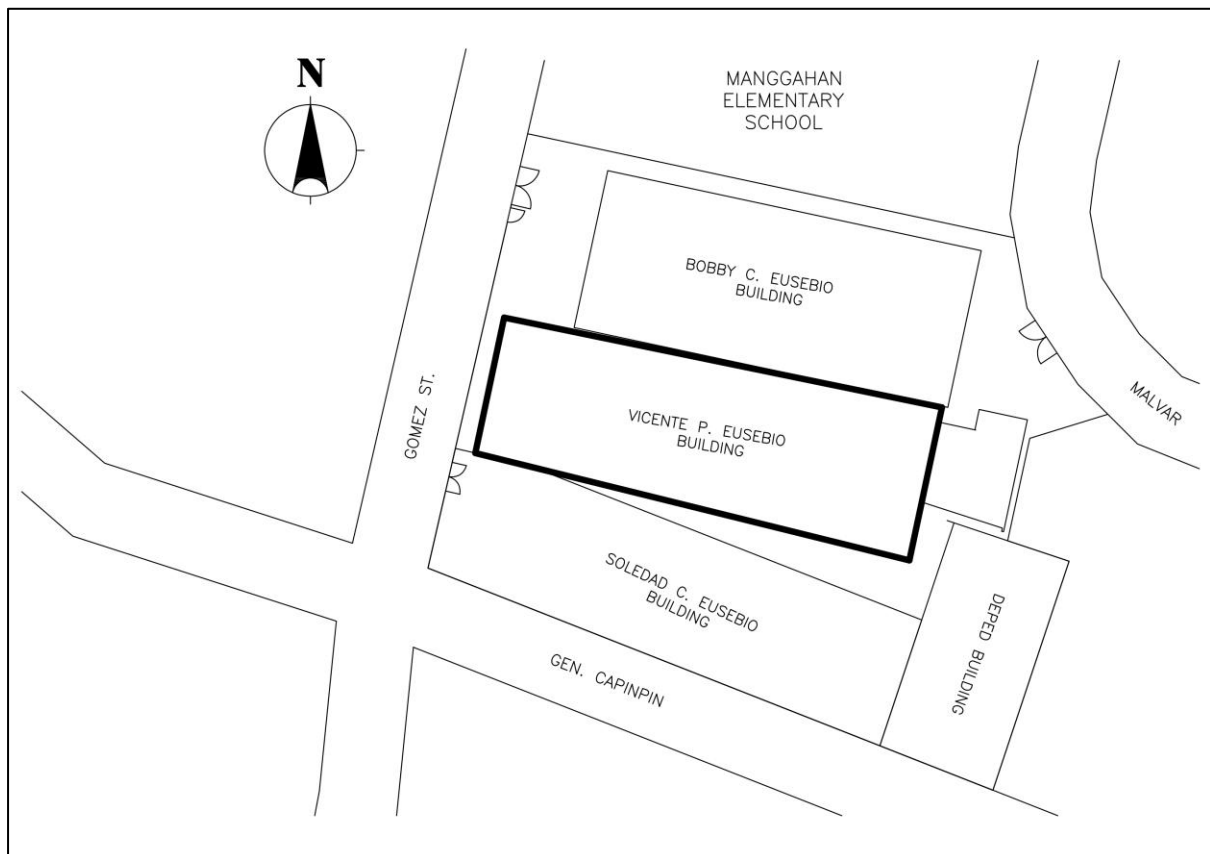 N
MANGGAHAN
ELEMENTARY
SCHOOL
BOBBY C. EUSEBIO
BUILDING
GOMEZ ST.
VICENTE P. EUSEBIO
BUILDING
MALVAR
SOLEDAD C. EUSEBIO
BUILDING
DEPED BUILDING
GEN. CAPINPIN